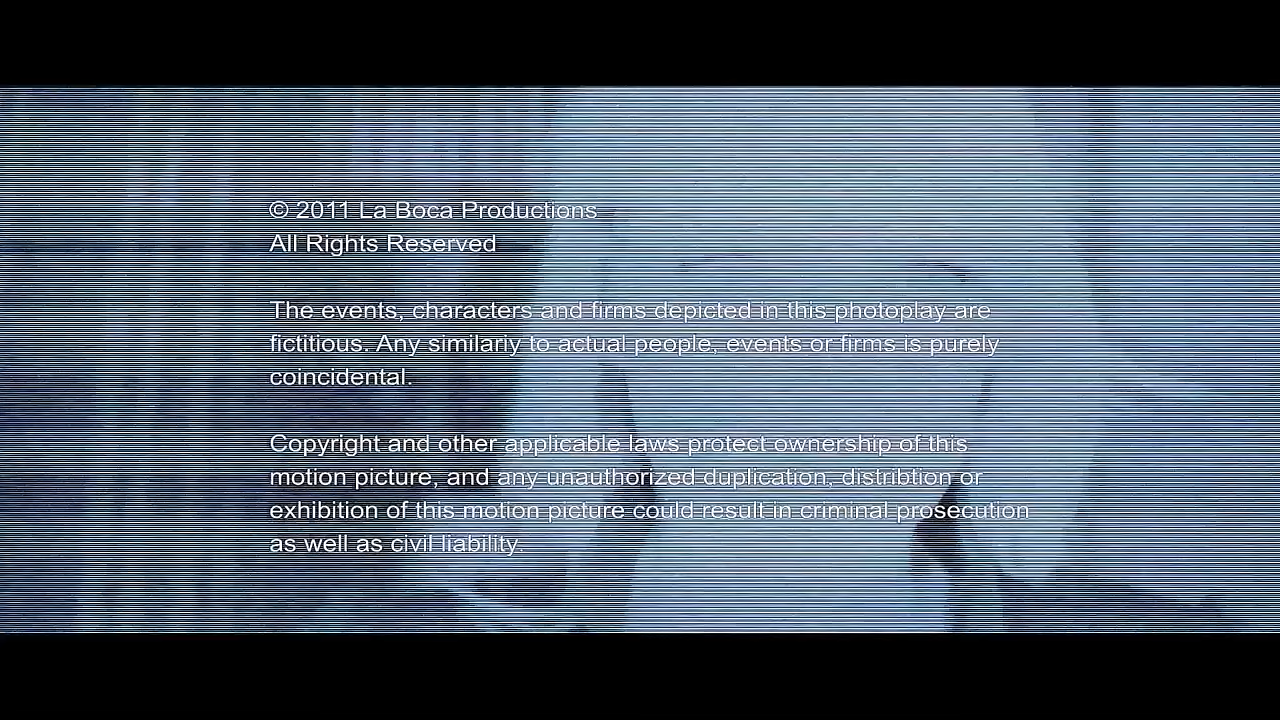 © 2011 La Boca Productions
All Rights Reserved
The events, characters and firms depicted in this photoplay are
fictitious. Any similariy to actual people, events or firms is purely
coincidental.
Copyright and other applicable laws protect ownership of this
motion picture, and any unauthorized duplication, distribtion or
exhibition of this motion picture could result in criminal prosecution
as well as civil liability.